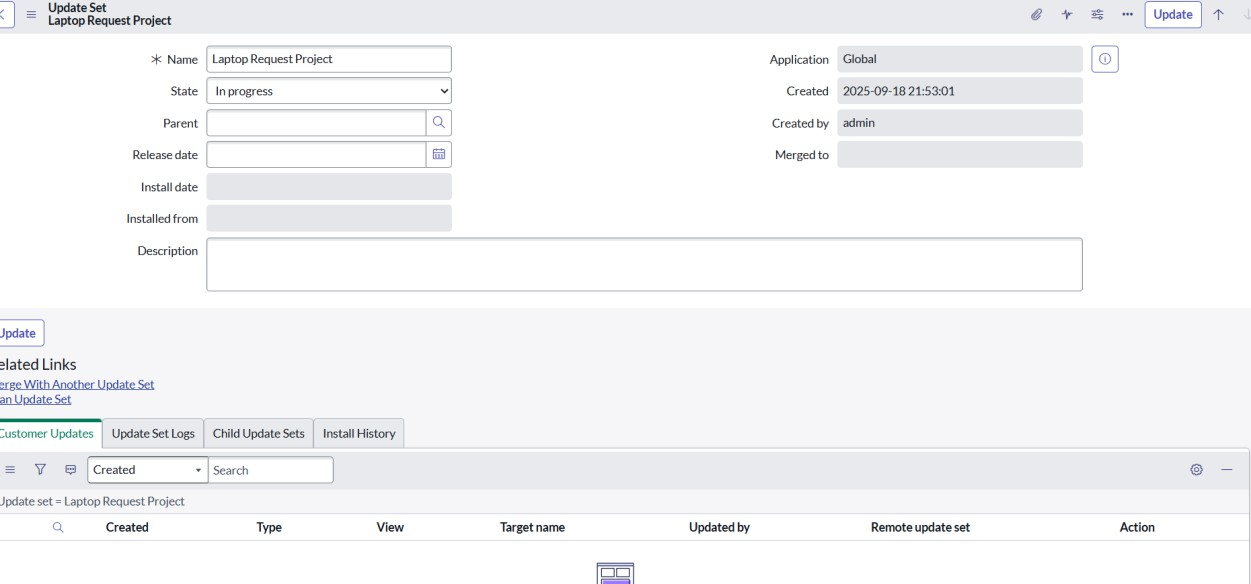 Update Set
Laptop Request Project
Update
Name Laptop Request Project
State In progress
Parent
Release date
Install date
Installed from
Description
Application Global
Created 2025-09-18 21:53:01
Created by admin
Merged to
Update
elated Links
erge With Another Update Set
an Update Set
Customer Updates Update Set Logs Child Update Sets Install History
Created Search
Update set = Laptop Request Project
Created Type View Target name Updated by Remote update set Action